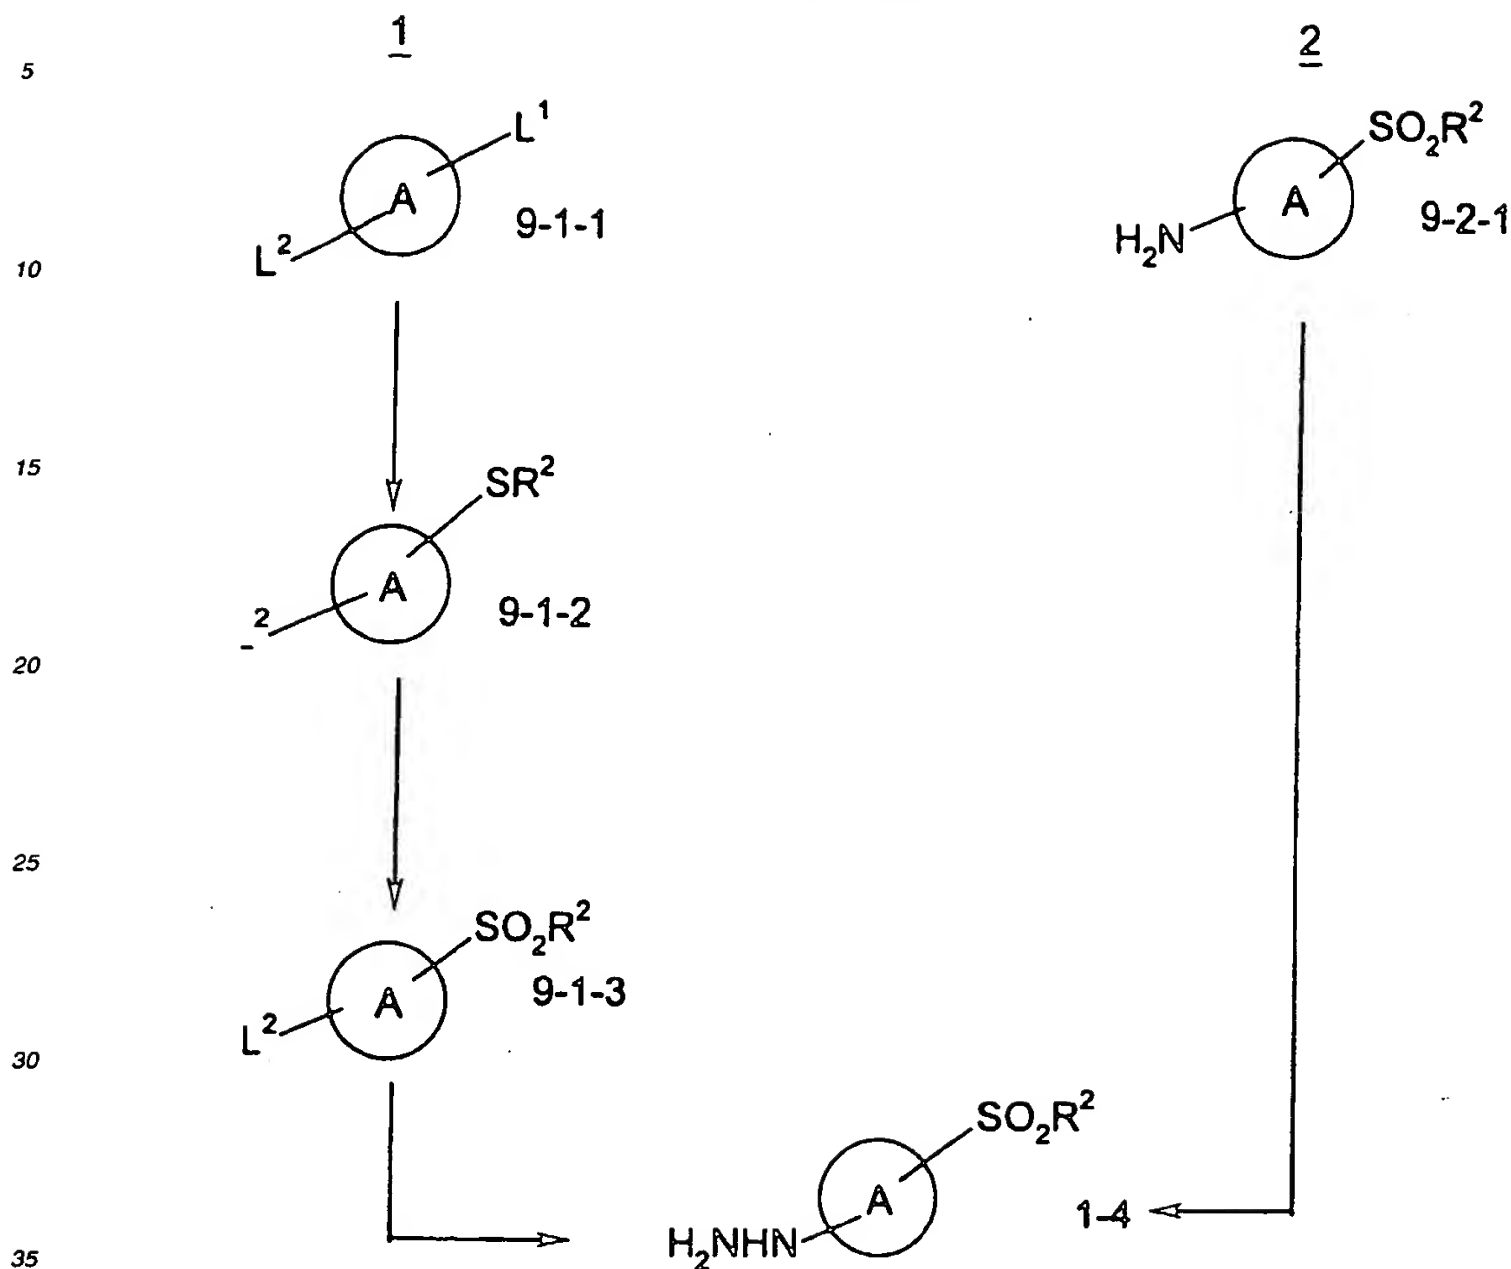 1
2
5
L¹
SO₂R²
A
A
9-1-1
9-2-1
H₂N
L²
10
15
SR²
A
9-1-2
-²
20
25
SO₂R²
9-1-3
A
L²
30
SO₂R²
A
1-4
H₂NHN
35